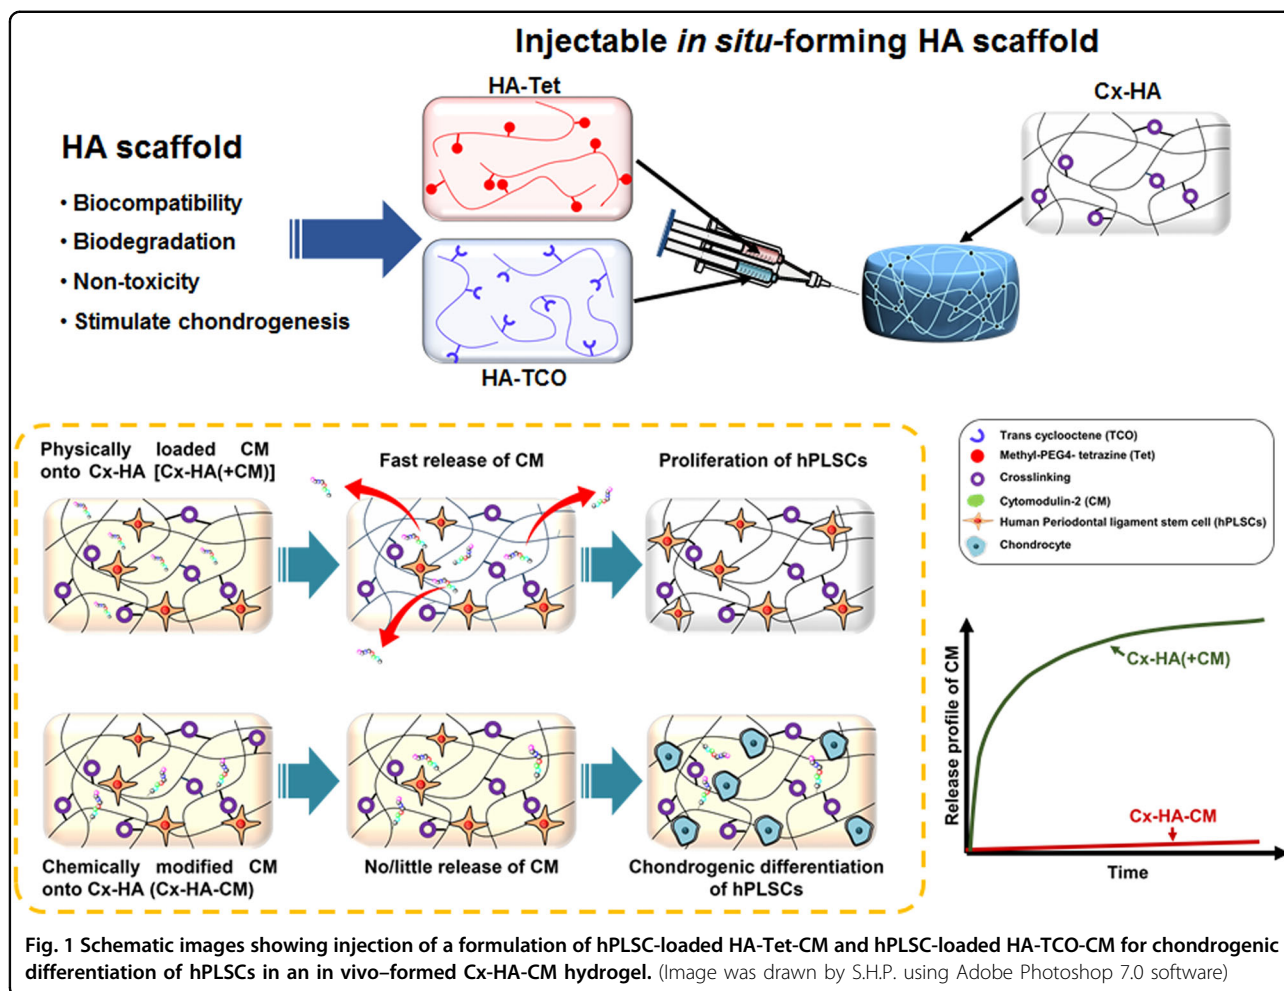 Injectable in situ-forming HA scaffold
HA-Tet
Cx-HA
HA scaffold
• Biocompatibility
• Biodegradation
• Non-toxicity
• Stimulate chondrogenesis
HA-TCO
Physically loaded CM
onto Cx-HA [Cx-HA(+CM)]
Fast release of CM
Proliferation of hPLSCs
Chemically modified CM
onto Cx-HA (Cx-HA-CM)
No/little release of CM
Chondrogenic differentiation
of hPLSCs
Trans cyclooctene (TCO)
Methyl-PEG4- tetrazine (Tet)
Crosslinking
Cytomodulin-2 (CM)
Human Periodontal ligament stem cell (hPLSCs)
Chondrocyte
Release profile of CM
Cx-HA(+CM)
Cx-HA-CM
Time
Fig. 1 Schematic images showing injection of a formulation of hPLSC-loaded HA-Tet-CM and hPLSC-loaded HA-TCO-CM for chondrogenic
differentiation of hPLSCs in an in vivo–formed Cx-HA-CM hydrogel. (Image was drawn by S.H.P. using Adobe Photoshop 7.0 software)